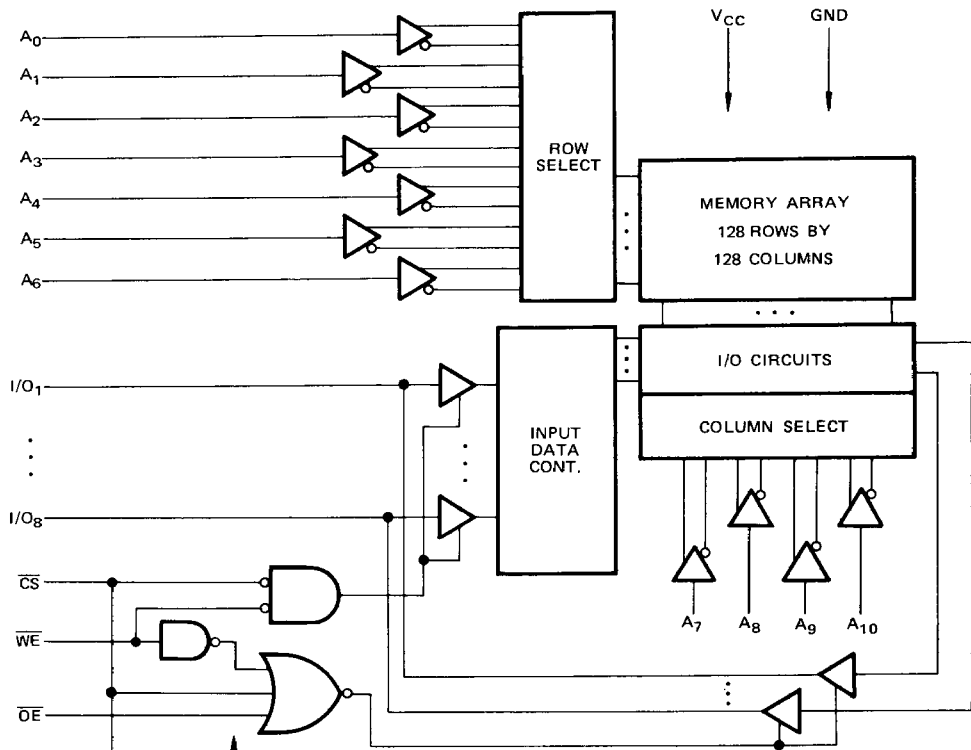 A0
A1
A2
A3
A4
A5
A6
ROW
SELECT
VCC
GND
MEMORY ARRAY
128 ROWS BY
128 COLUMNS
I/O1
I/O8
INPUT
DATA
CONT.
I/O CIRCUITS
COLUMN SELECT
A7
A8
A9
A10
CS
WE
OE